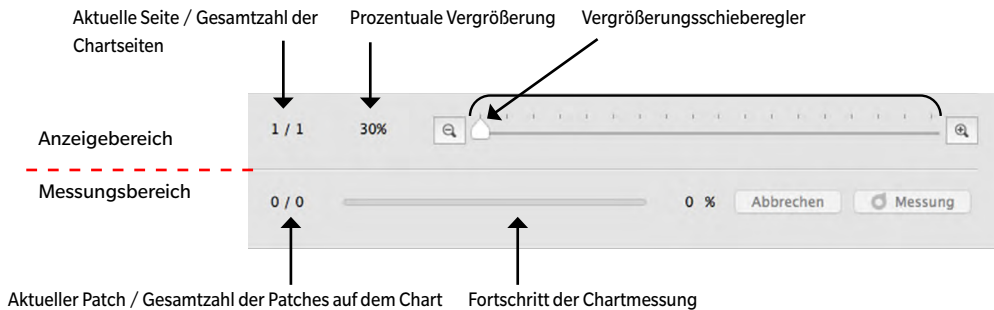 Aktuelle Seite / Gesamtzahl der
Chartseiten
Prozentuale Vergrößerung
Vergrößerungsschieberegler
Anzeigebereich
1 / 1
30%
Messungsbereich
0 / 0
0 %
Abbrechen
Messung
Aktueller Patch / Gesamtzahl der Patches auf dem Chart
Fortschritt der Chartmessung